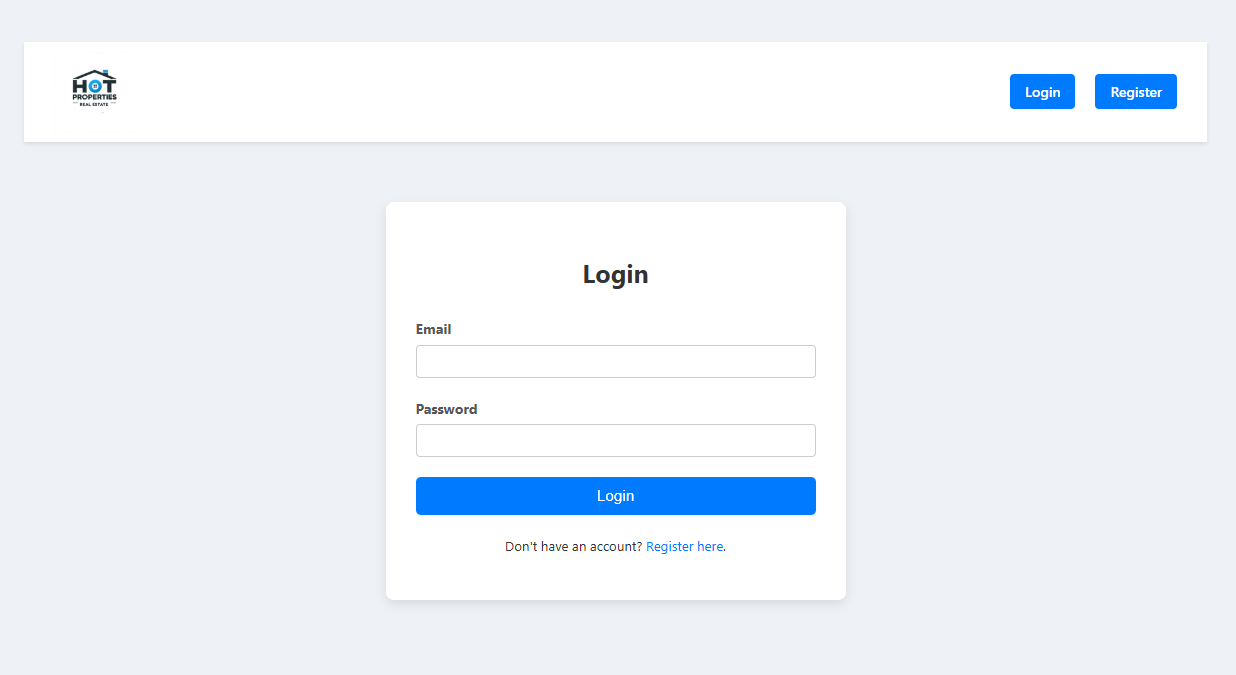 HOT
PROPERTIES
REAL ESTATE
Login
Register
Login
Email
Password
Login
Don't have an account? Register here.